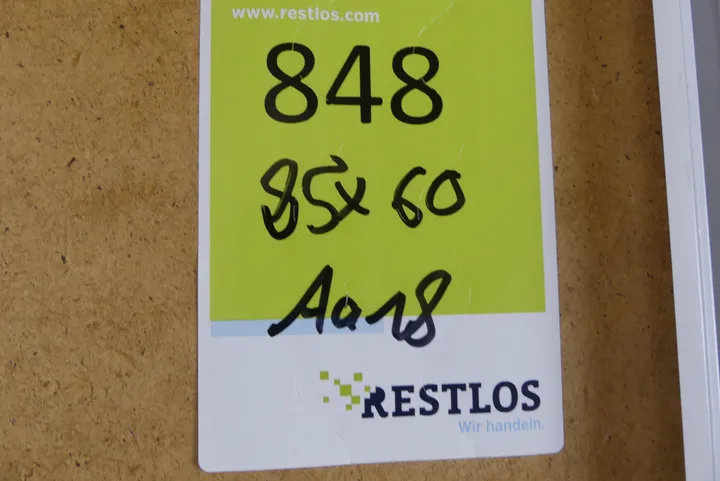 www.restlos.com
848
85x60
Aa18
RESTLOS
Wir handeln.